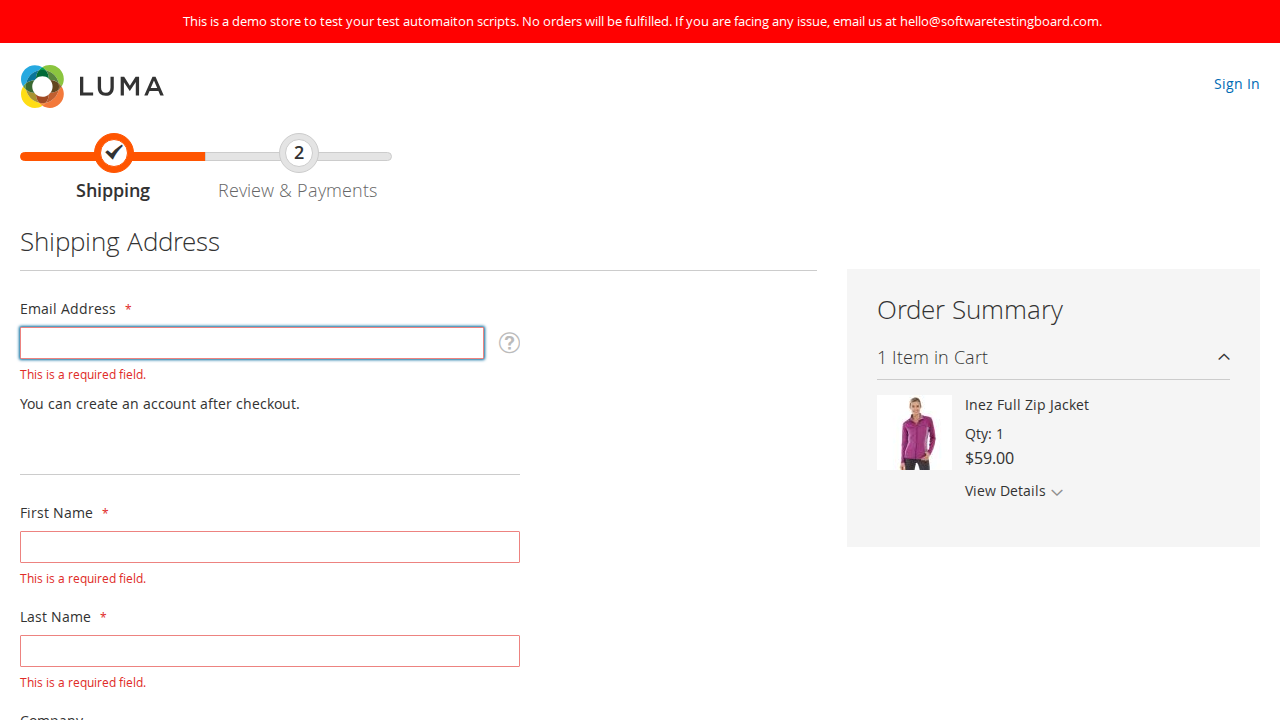 This is a demo store to test your test automaiton scripts. No orders will be fulfilled. If you are facing any issue, email us at hello@softwaretestingboard.com.
LUMA
Sign In
2
Shipping
Review & Payments
Shipping Address
Email Address *
?
This is a required field.
You can create an account after checkout.
First Name *
This is a required field.
Last Name *
This is a required field.
Company
Order Summary
1 Item in Cart
Inez Full Zip Jacket
Qty: 1
$59.00
View Details